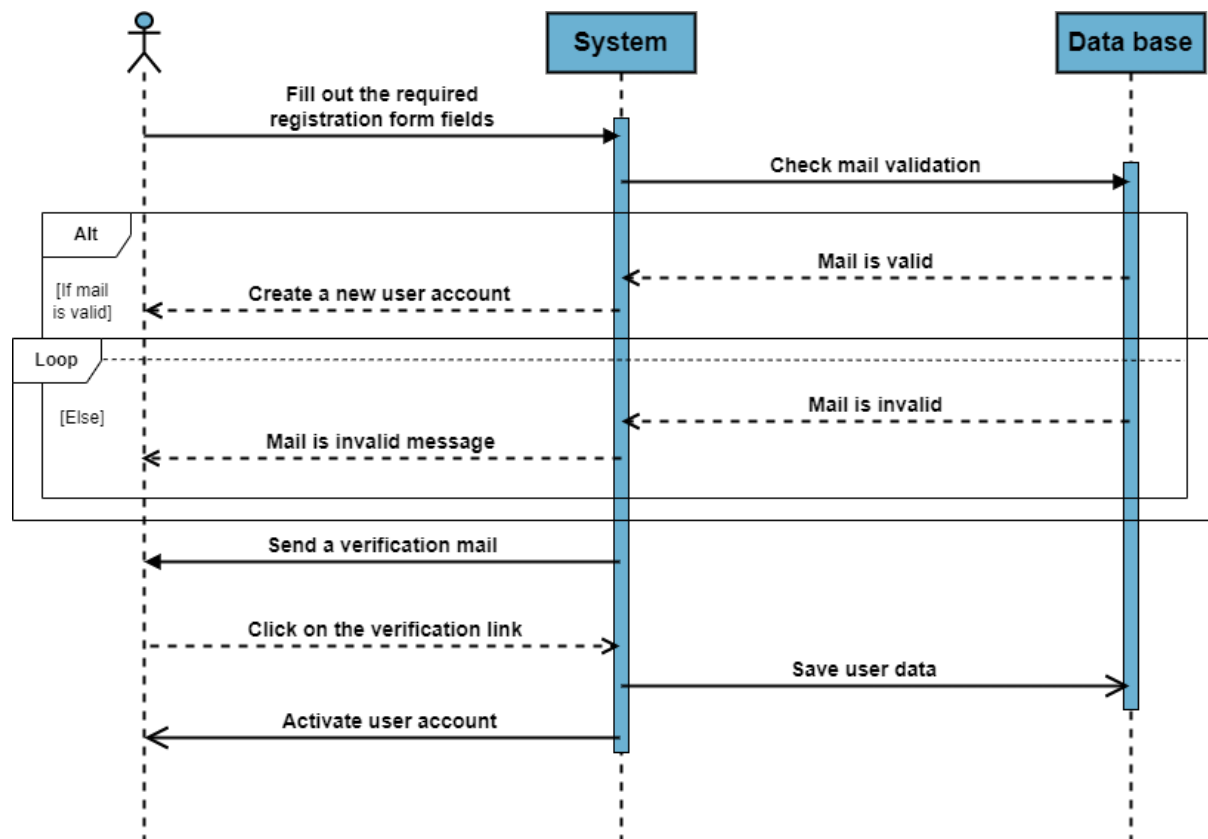 System
Data base
Fill out the required
registration form fields
Check mail validation
Alt
Mail is valid
[If mail
is valid]
Create a new user account
Loop
[Else]
Mail is invalid
Mail is invalid message
Send a verification mail
Click on the verification link
Save user data
Activate user account